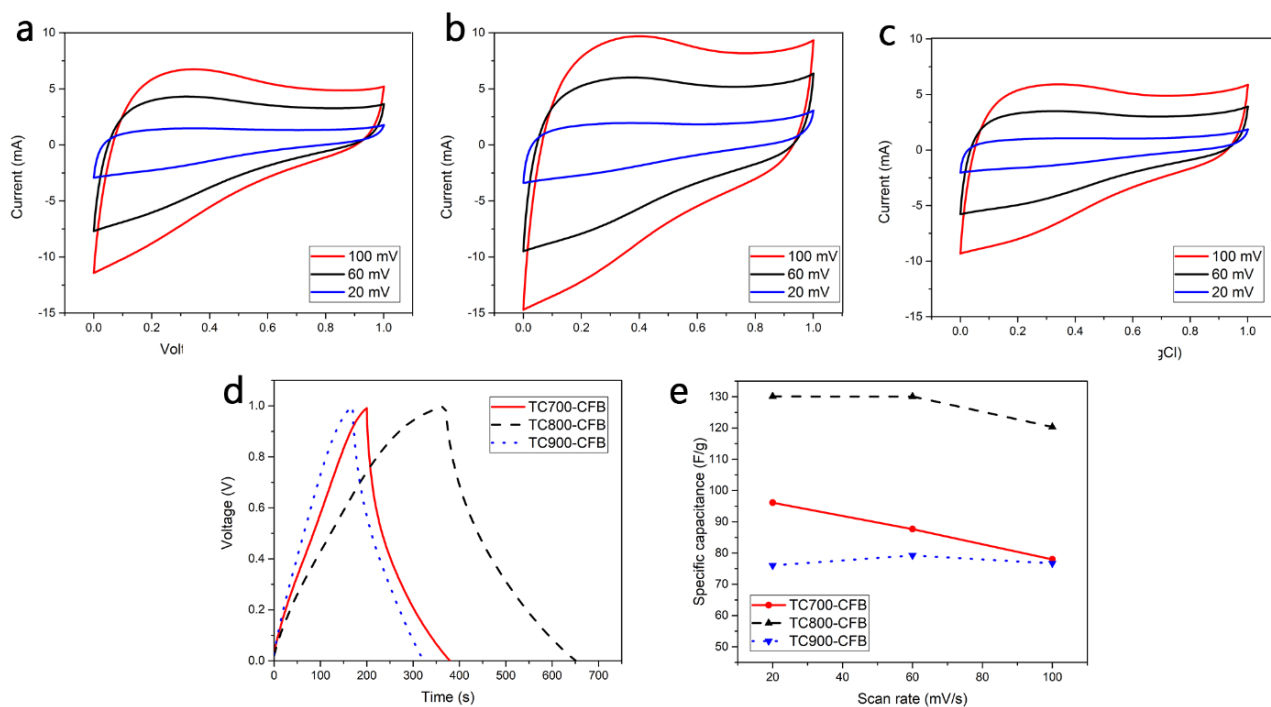 a
10
5
0
-5
-10
-15
Current (mA)
100 mV
60 mV
20 mV
0.0 0.2 0.4 0.6 0.8 1.0
Volt
b
10
5
0
-5
-10
-15
Current (mA)
100 mV
60 mV
20 mV
0.0 0.2 0.4 0.6 0.8 1.0
c
10
5
0
-5
-10
-15
Current (mA)
100 mV
60 mV
20 mV
0.0 0.2 0.4 0.6 0.8 1.0
gCl)
d
1.0
0.8
0.6
0.4
0.2
0.0
Voltage (V)
TC700-CFB
TC800-CFB
TC900-CFB
0 100 200 300 400 500 600 700
Time (s)
e
130
120
110
100
90
80
70
60
50
Specific capacitance (F/g)
TC700-CFB
TC800-CFB
TC900-CFB
20 40 60 80 100
Scan rate (mV/s)